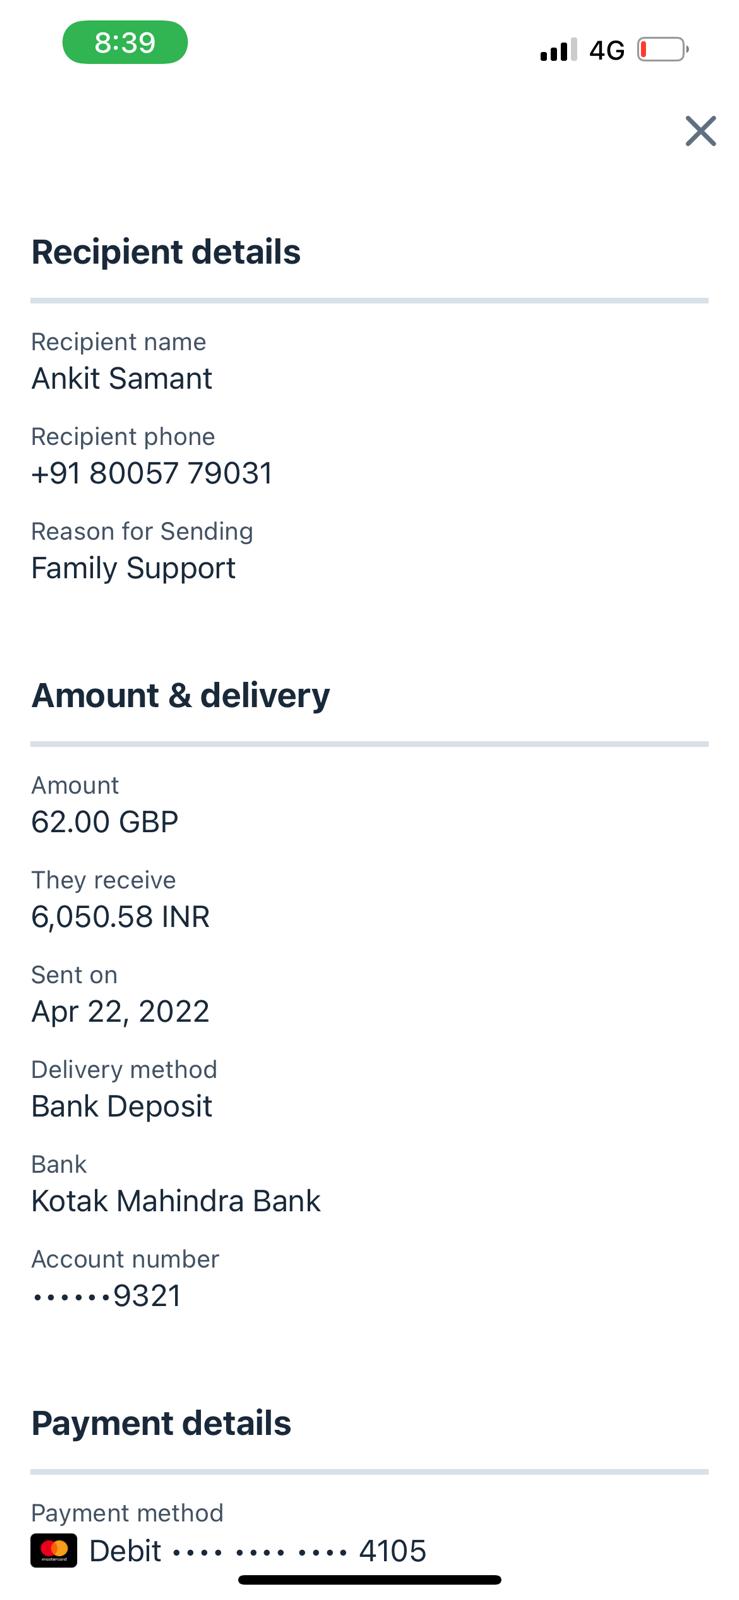 8:39
4G
Recipient details
Recipient name
Ankit Samant
Recipient phone
+91 80057 79031
Reason for Sending
Family Support
Amount & delivery
Amount
62.00 GBP
They receive
6,050.58 INR
Sent on
Apr 22, 2022
Delivery method
Bank Deposit
Bank
Kotak Mahindra Bank
Account number
••••••9321
Payment details
Payment method
mastercard Debit •••• •••• •••• 4105